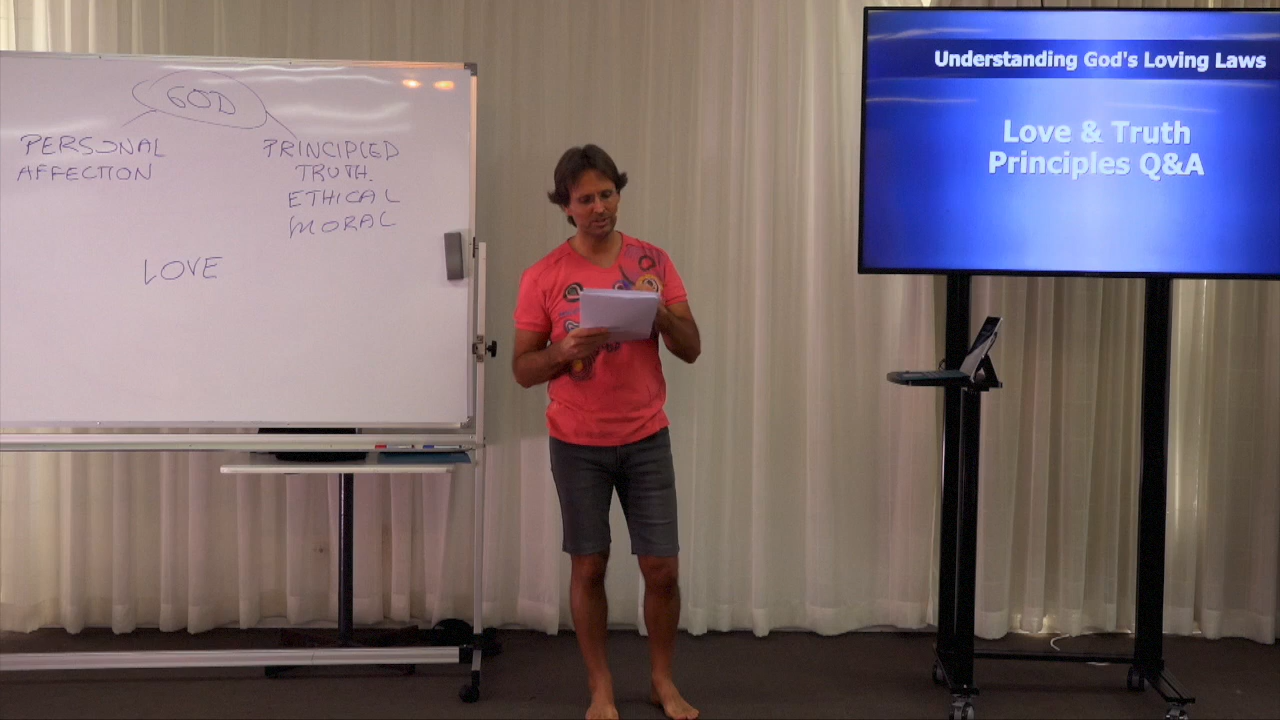 GOD
PERSONAL
AFFECTION
PRINCIPLED
TRUTH.
ETHICAL
MORAL
LOVE
Understanding God's Loving Laws
Love & Truth
Principles Q&A